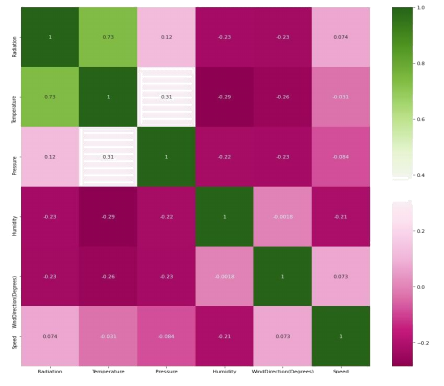 Radiation 1 0.73 0.12 -0.23 -0.23 0.074
Temperature 0.73 1 0.31 -0.29 -0.26 -0.031
Pressure 0.12 0.31 1 -0.22 -0.23 -0.084
Humidity -0.23 -0.29 -0.22 1 -0.0018 -0.21
WindDirection(Degrees) -0.23 -0.26 -0.23 -0.0018 1 0.073
Speed 0.074 -0.031 -0.084 -0.21 0.073 1
Radiation Temperature Pressure Humidity WindDirection(Degrees) Speed
1.0
0.8
0.6
0.4
0.2
0.0
-0.2